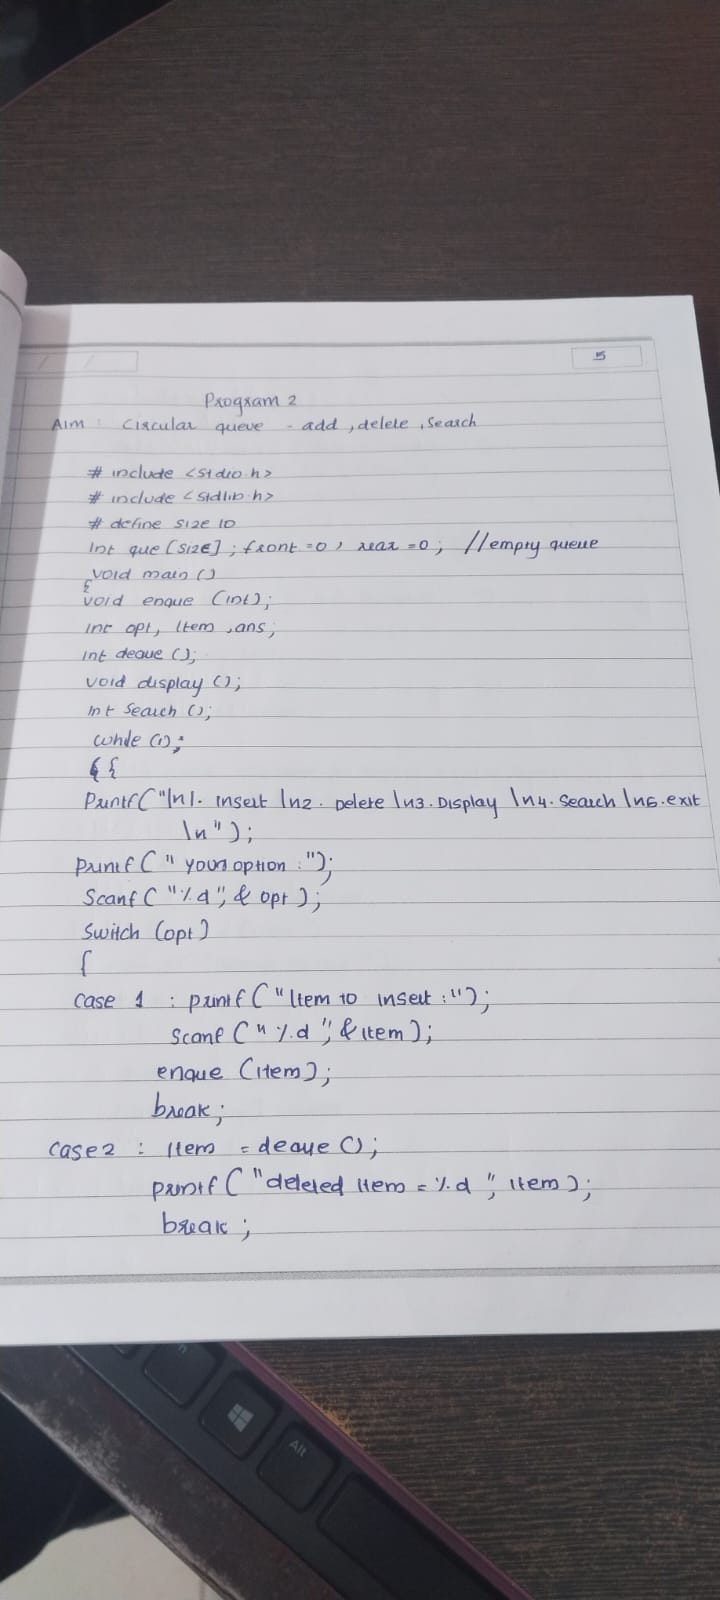 5
Program 2
Aim : Circular queue - add, delete, search
# include <stdio.h>
# include <stdlib.h>
# define size 10
Int que [SIZE]; front =0, rear =0; //empty queue
void main ()
{
void enque (int);
int opt, Item, ans;
int deque ();
void display ();
Int Search ();
while (1);
{ {
Printf("\n1. insert \n2. Delete \n3. Display \n4. Search \n5. exit
\n");
printf (" your option :");
Scanf ("%d", & opt );
Switch (opt)
{
case 1 : printf ("Item to insert :");
Scanf ("%d", & item );
enque (item);
break;
case 2 : Item = deque ();
printf ("deleted item = %d ", item );
break ;
Alt